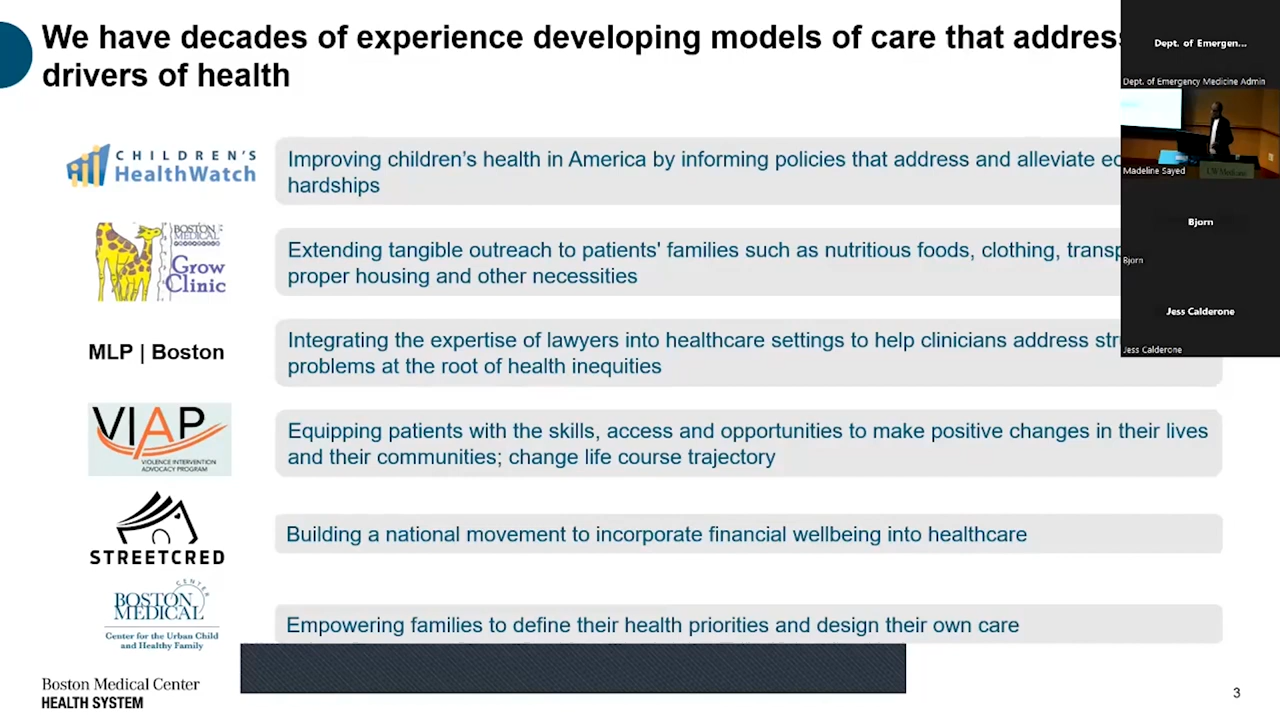 We have decades of experience developing models of care that address
drivers of health
Dept. of Emergen...
Dept. of Emergency Medicine Admin
CHILDREN'S
HealthWatch
Improving children's health in America by informing policies that address and alleviate
hardships
Madeline Sayed
UW Medicine
BOSTON
MEDICAL
Grow
Clinic
Extending tangible outreach to patients' families such as nutritious foods, clothing,
proper housing and other necessities
Bjorn
Bjorn
Jess Calderone
Jess Calderone
MLP | Boston
Integrating the expertise of lawyers into healthcare settings to help clinicians address
problems at the root of health inequities
VIAP
VIOLENCE INTERVENTION
ADVOCACY PROGRAM
Equipping patients with the skills, access and opportunities to make positive changes in their lives
and their communities; change life course trajectory
STREETCRED
Building a national movement to incorporate financial wellbeing into healthcare
BOSTON
MEDICAL
CENTER
Center for the Urban Child
and Healthy Family
Empowering families to define their health priorities and design their own care
Boston Medical Center
HEALTH SYSTEM
3